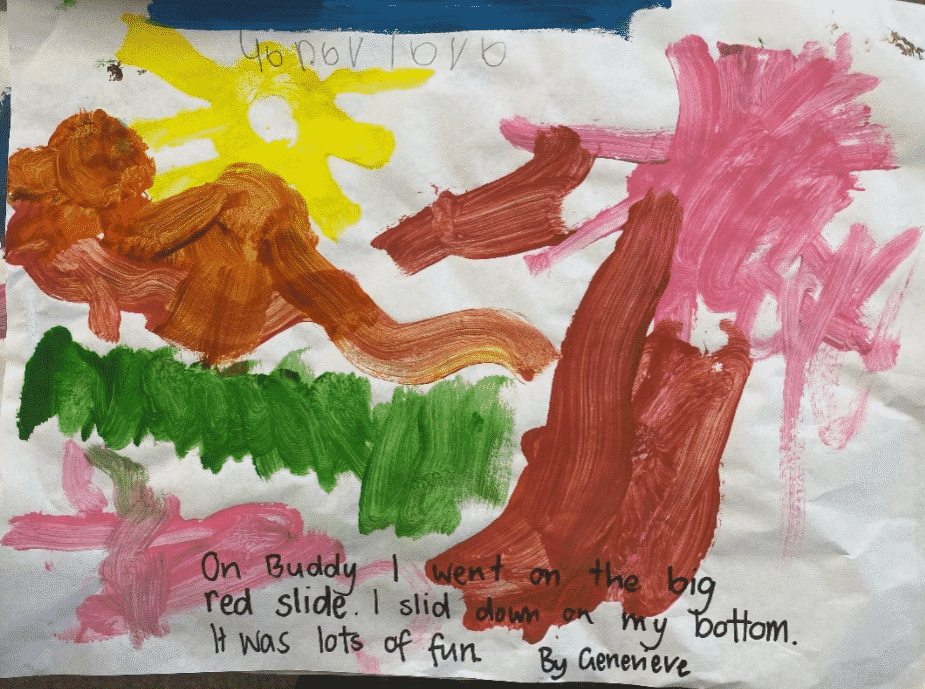 On Buddy I went on the big
red slide. I slid down on my bottom.
It was lots of fun.
By Genevieve